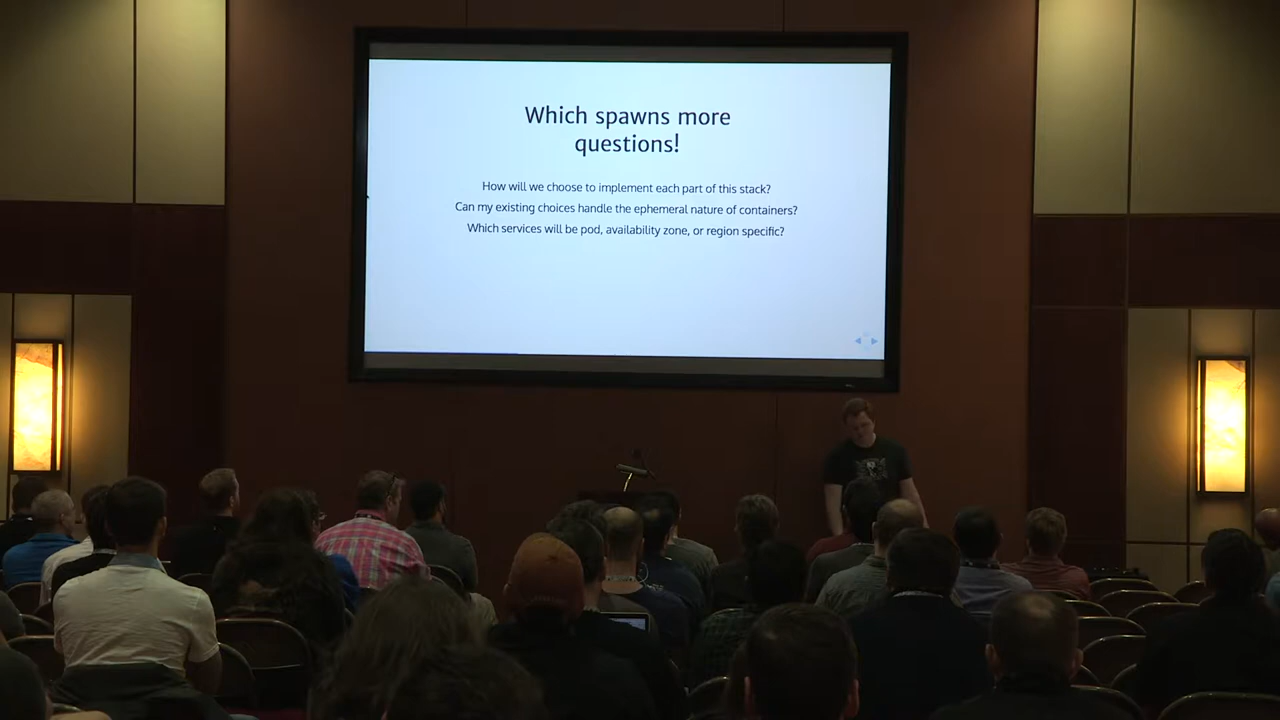 Which spawns more
questions!
How will we choose to implement each part of this stack?
Can my existing choices handle the ephemeral nature of containers?
Which services will be pod, availability zone, or region specific?